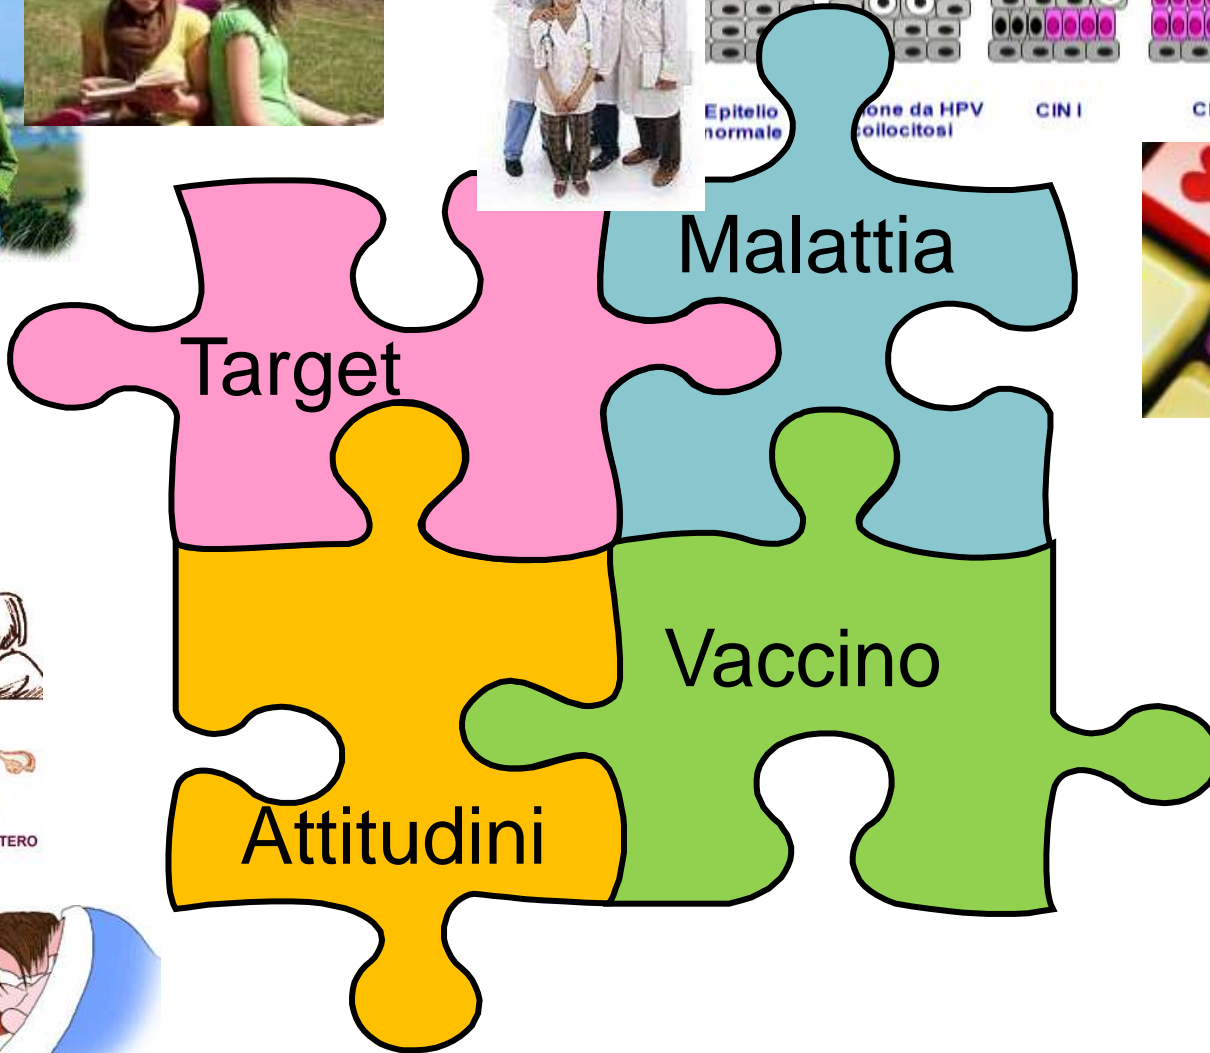 Epitelio
normale
one da HPV
coilocitosi
CIN I
Malattia
Target
Vaccino
TERO
Attitudini